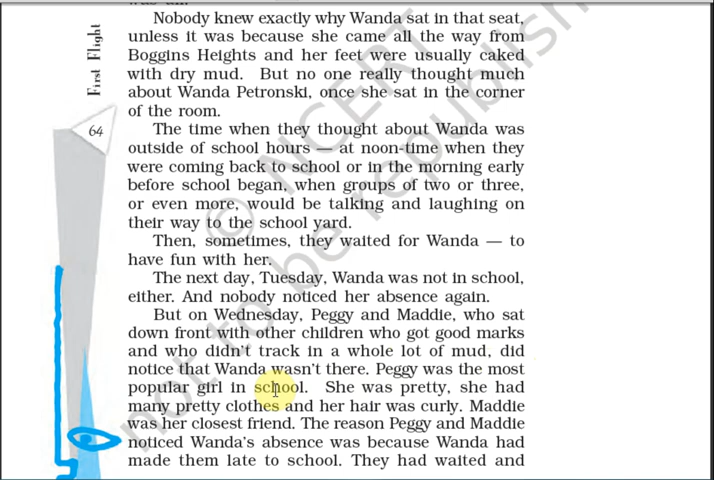 Nobody knew exactly why Wanda sat in that seat,
unless it was because she came all the way from
Boggins Heights and her feet were usually caked
with dry mud. But no one really thought much
about Wanda Petronski, once she sat in the corner
of the room.
The time when they thought about Wanda was
outside of school hours — at noon-time when they
were coming back to school or in the morning early
before school began, when groups of two or three,
or even more, would be talking and laughing on
their way to the school yard.
Then, sometimes, they waited for Wanda — to
have fun with her.
The next day, Tuesday, Wanda was not in school,
either. And nobody noticed her absence again.
But on Wednesday, Peggy and Maddie, who sat
down front with other children who got good marks
and who didn't track in a whole lot of mud, did
notice that Wanda wasn't there. Peggy was the most
popular girl in school. She was pretty, she had
many pretty clothes and her hair was curly. Maddie
was her closest friend. The reason Peggy and Maddie
noticed Wanda's absence was because Wanda had
made them late to school. They had waited and
First Flight
64
© NCERT
not to be republish